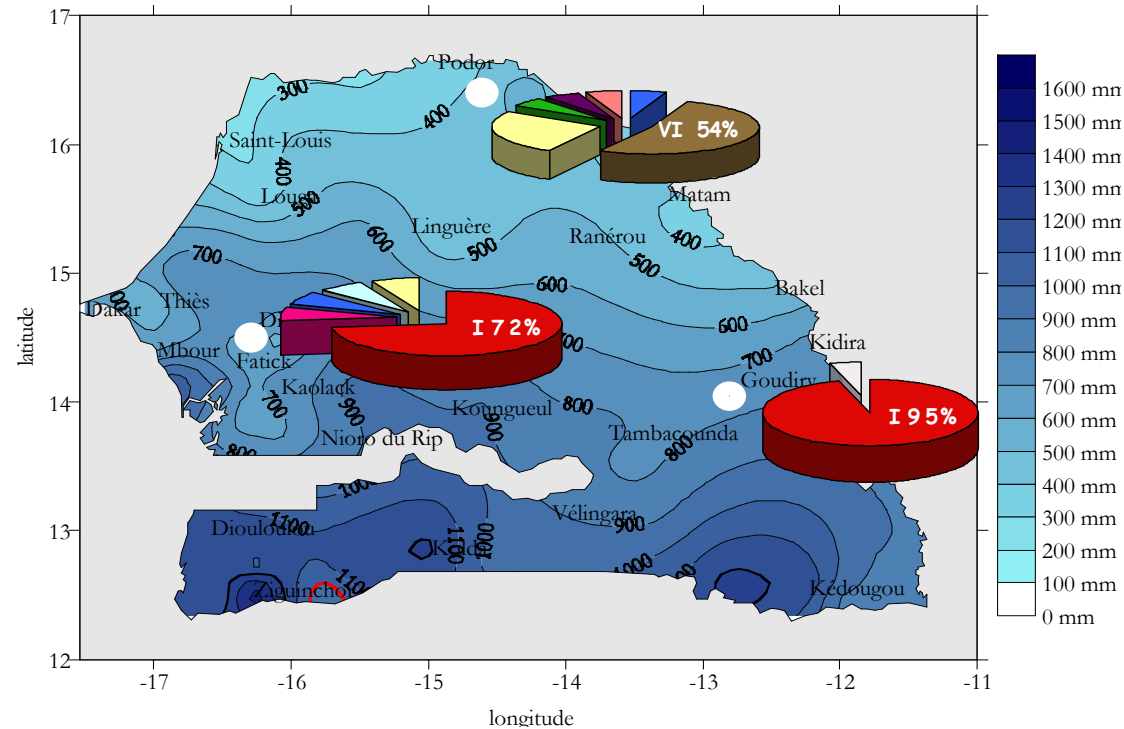 17
16
15
14
13
12
latitude
-17
-16
-15
-14
-13
-12
-11
longitude
Podor
300
400
VI 54%
Saint-Louis
400
Matam
500
Linguère
Ranérou
400
600
500
500
700
Bakel
600
Thiès
Dakar
600
I 72%
Kidira
Mbour
700
Fatick
Goudiry
Kaolack
900
Koungueul
800
I 95%
700
900
Tambacounda
Nioro du Rip
800
800
Vélingara
1100
900
Ziguinchor
Kédougou
1600 mm
1500 mm
1400 mm
1300 mm
1200 mm
1100 mm
1000 mm
900 mm
800 mm
700 mm
600 mm
500 mm
400 mm
300 mm
200 mm
100 mm
0 mm